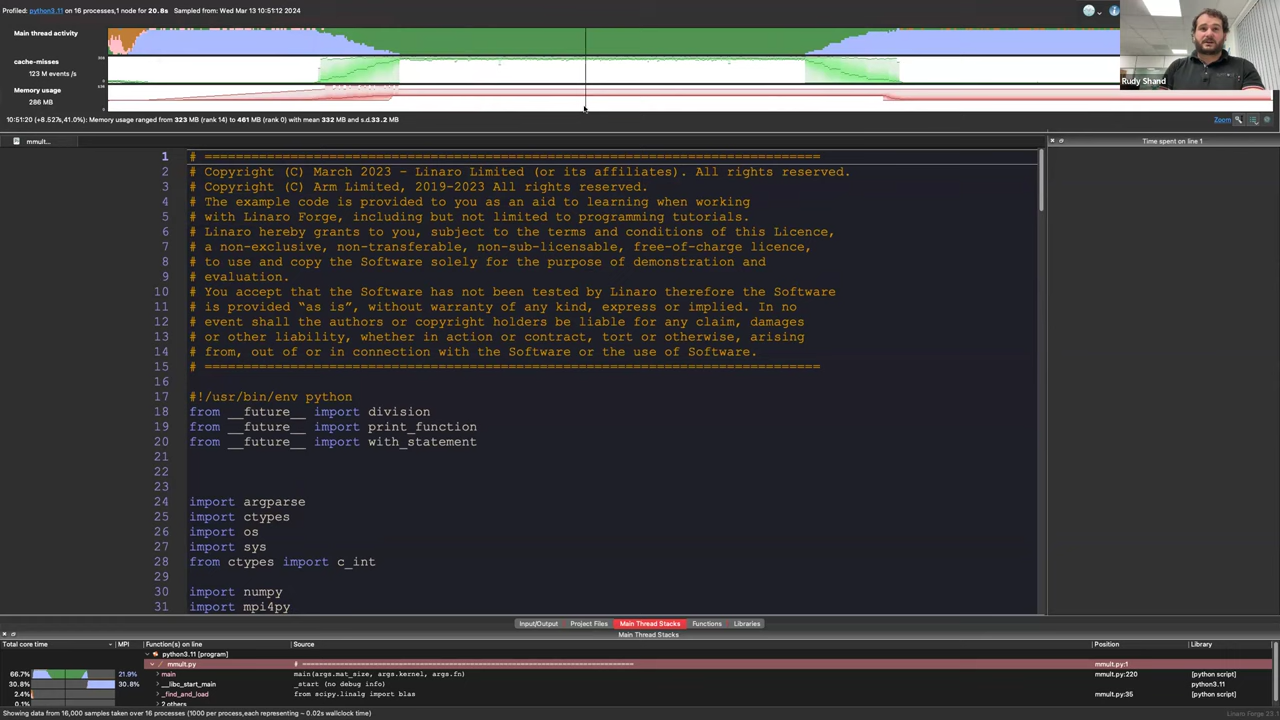 Profiled: python3.11 on 16 processes,1 node for 20.8s Sampled from: Wed Mar 13 10:51:12 2024
Main thread activity
cache-misses
123 M events /s
Memory usage
286 MB
Rudy Shand
10:51:20 (+8.527s,41.0%): Memory usage ranged from 323 MB (rank 14) to 461 MB (rank 0) with mean 332 MB and s.d.33.2 MB
Zoom
mmult...
Time spent on line 1
1 # ==================================================================================
2 # Copyright (C) March 2023 - Linaro Limited (or its affiliates). All rights reserved.
3 # Copyright (C) Arm Limited, 2019-2023 All rights reserved.
4 # The example code is provided to you as an aid to learning when working
5 # with Linaro Forge, including but not limited to programming tutorials.
6 # Linaro hereby grants to you, subject to the terms and conditions of this Licence,
7 # a non-exclusive, non-transferable, non-sub-licensable, free-of-charge licence,
8 # to use and copy the Software solely for the purpose of demonstration and
9 # evaluation.
10 # You accept that the Software has not been tested by Linaro therefore the Software
11 # is provided “as is”, without warranty of any kind, express or implied. In no
12 # event shall the authors or copyright holders be liable for any claim, damages
13 # or other liability, whether in action or contract, tort or otherwise, arising
14 # from, out of or in connection with the Software or the use of Software.
15 # ==================================================================================
16
17 #!/usr/bin/env python
18 from __future__ import division
19 from __future__ import print_function
20 from __future__ import with_statement
21
22
23
24 import argparse
25 import ctypes
26 import os
27 import sys
28 from ctypes import c_int
29
30 import numpy
31 import mpi4py
Input/Output Project Files Main Thread Stacks Functions Libraries
Main Thread Stacks
Total core time MPI Function(s) on line Source Position Library
python3.11 [program]
mmult.py # ================================================================================== mmult.py:1
66.7% 21.9% main main(args.mat_size, args.kernel, args.fn) mmult.py:220 [python script]
30.8% 30.8% __libc_start_main _start (no debug info) python3.11
2.4% _find_and_load from scipy.linalg import blas mmult.py:35 [python script]
0.1% 2 others
Showing data from 16,000 samples taken over 16 processes (1000 per process,each representing ~ 0.02s wallclock time)